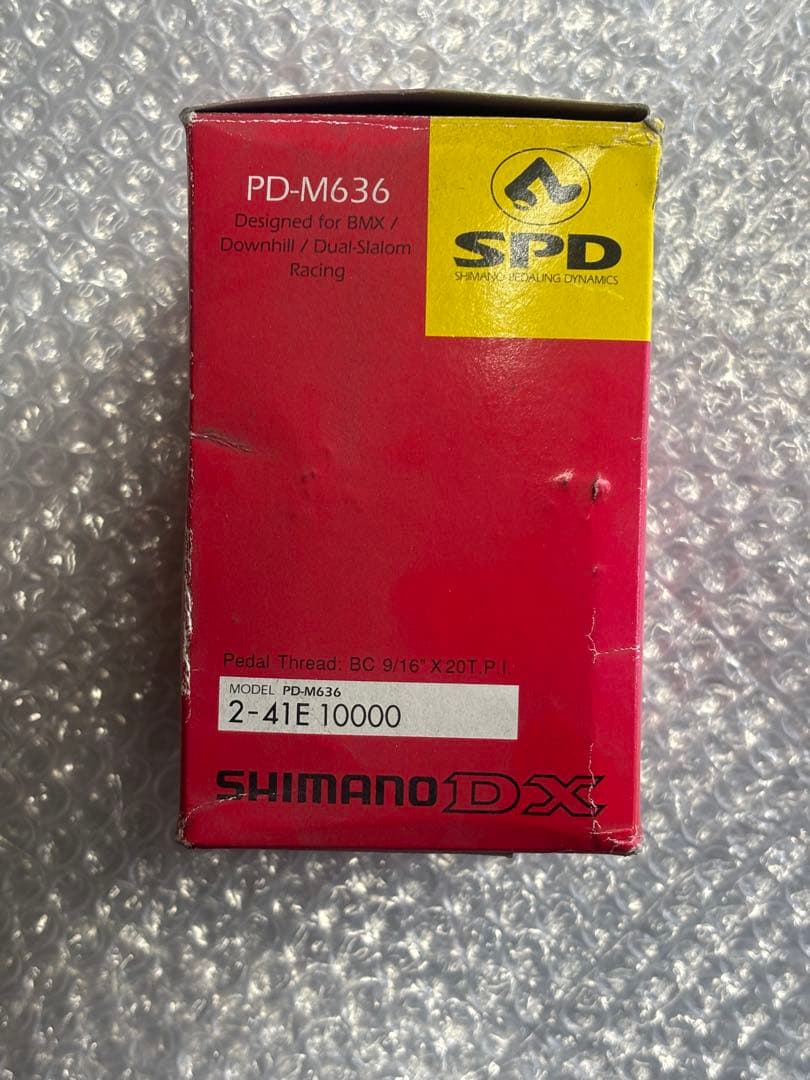 PD-M636
Designed for BMX /
Downhill / Dual-Slalom
Racing
SPD
SHIMANO PEDALING DYNAMICS
Pedal Thread: BC 9/16" X 20T.P.I.
MODEL PD-M636
2-41E 10000
SHIMANO DX